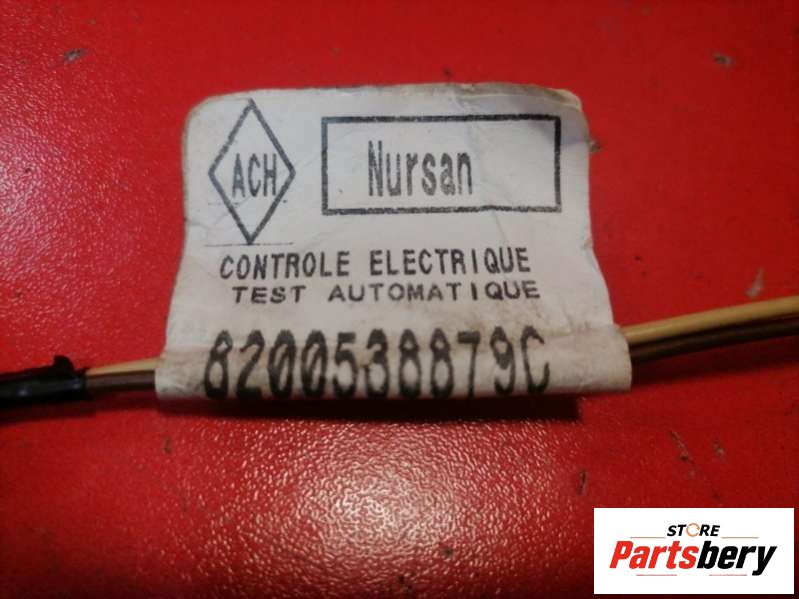 ACH
Nursan
CONTROLE ELECTRIQUE
TEST AUTOMATIQUE
8200538879C
STORE
Partsbery